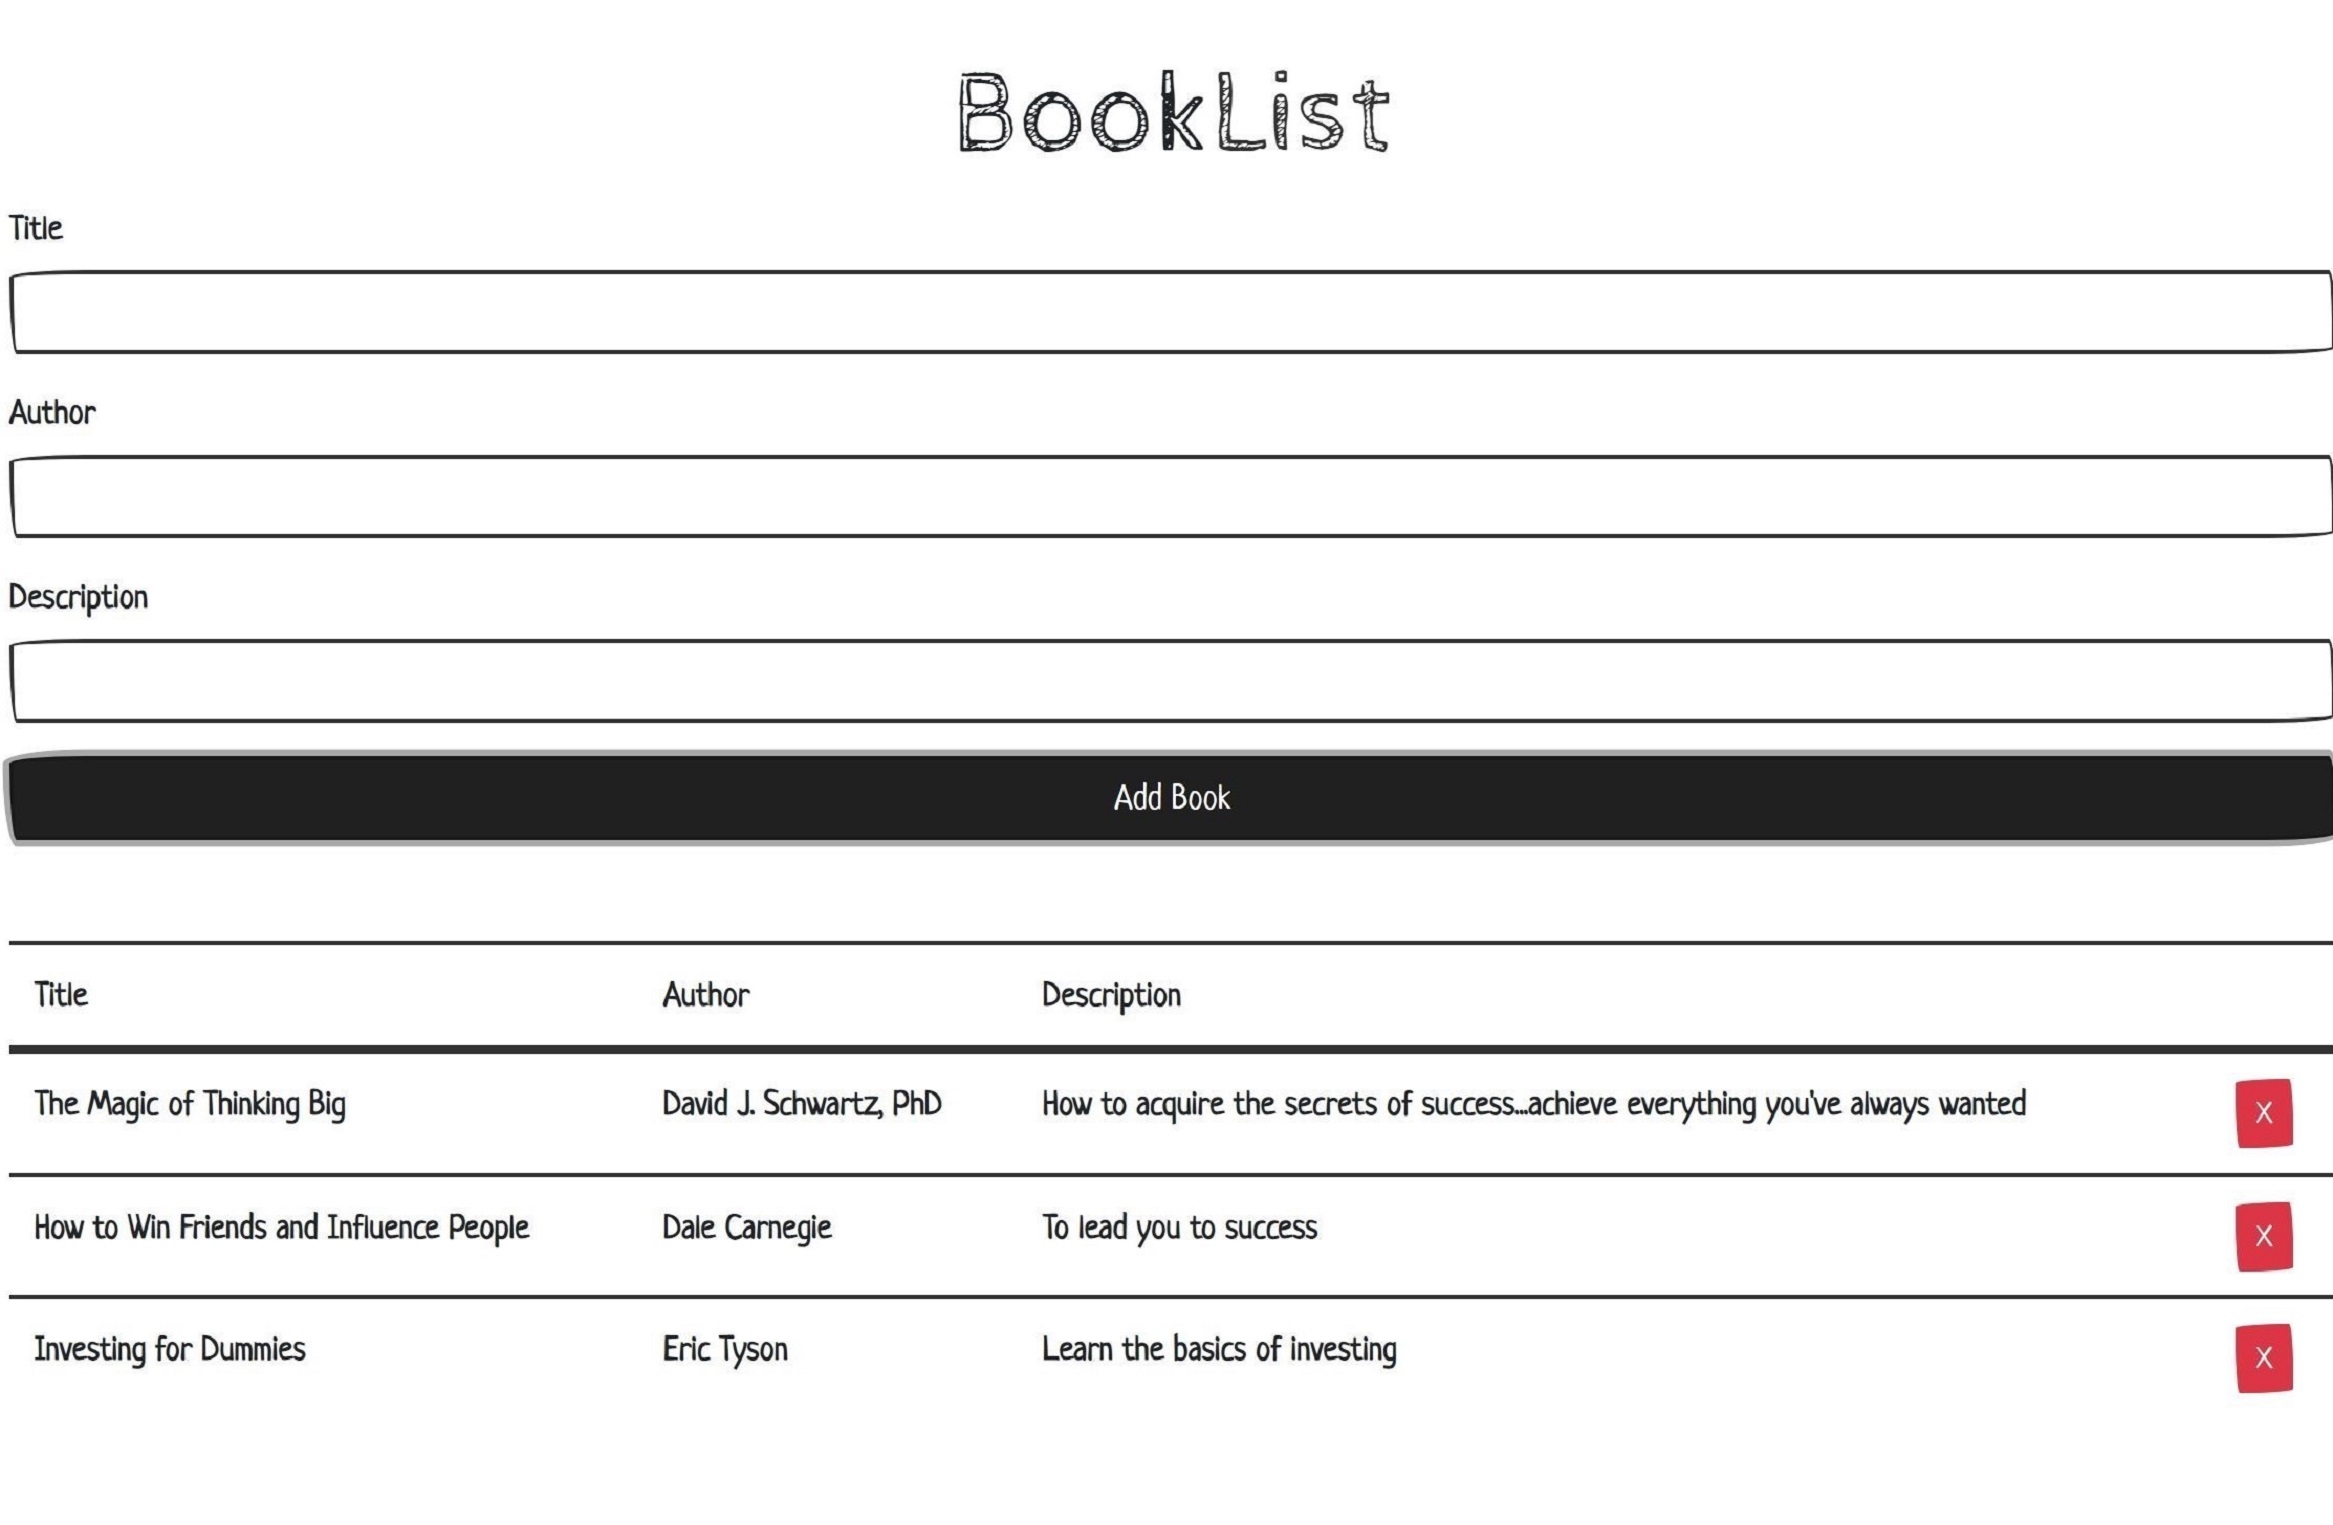 BookList
Title
Author
Description
Add Book
Title Author Description
The Magic of Thinking Big David J. Schwartz, PhD How to acquire the secrets of success...achieve everything you've always wanted X
How to Win Friends and Influence People Dale Carnegie To lead you to success X
Investing for Dummies Eric Tyson Learn the basics of investing X